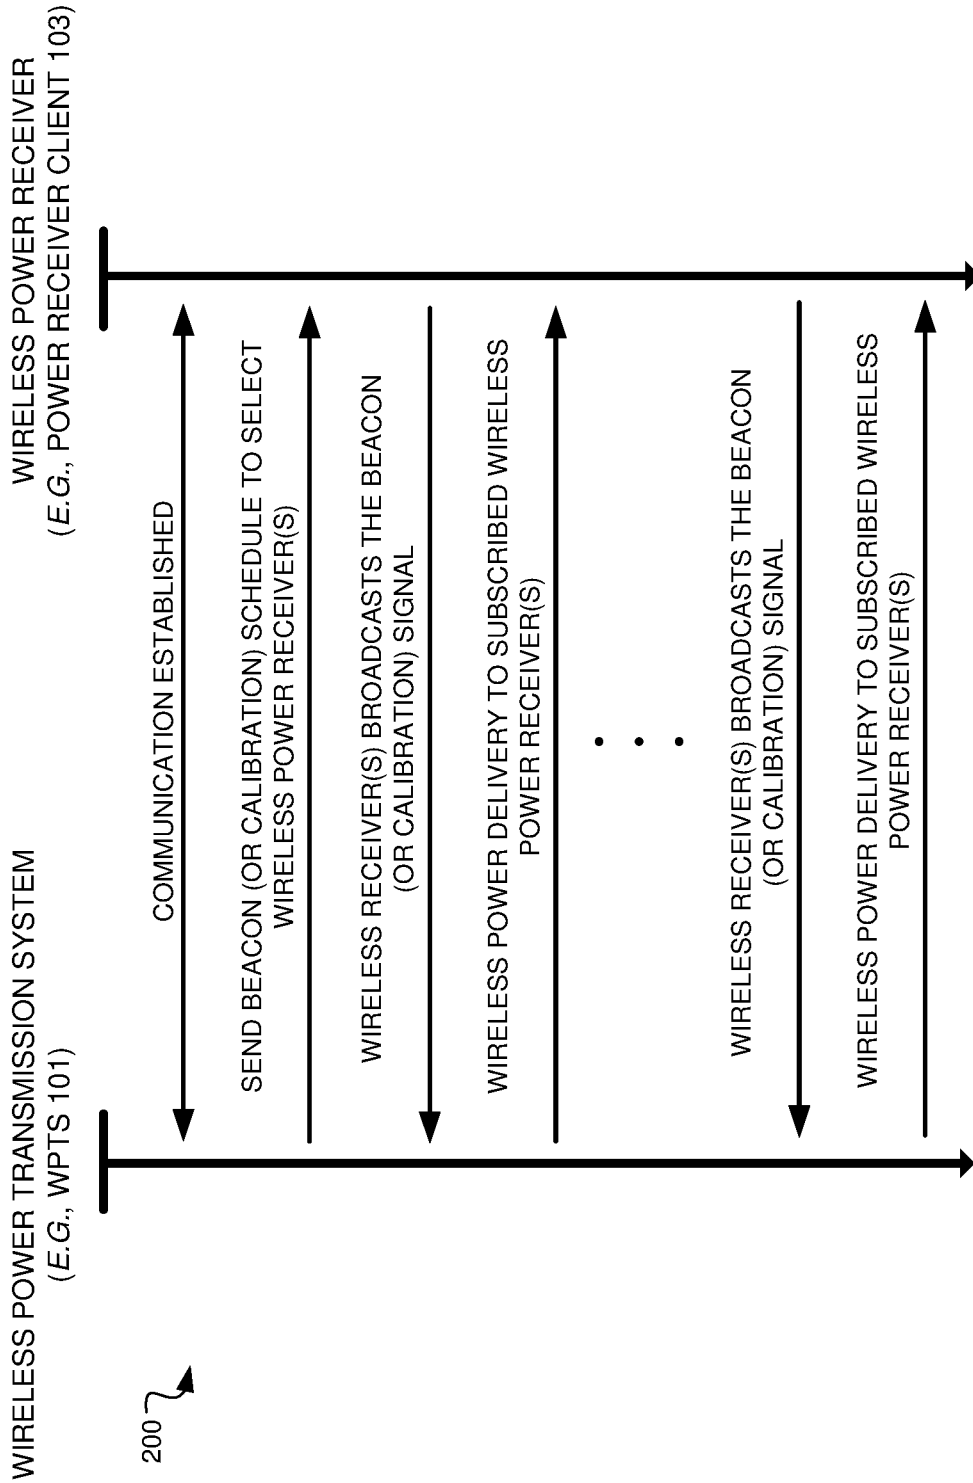 WIRELESS POWER TRANSMISSION SYSTEM
(E.G., WPTS 101)
WIRELESS POWER RECEIVER
(E.G., POWER RECEIVER CLIENT 103)
200
COMMUNICATION ESTABLISHED
SEND BEACON (OR CALIBRATION) SCHEDULE TO SELECT
WIRELESS POWER RECEIVER(S)
WIRELESS RECEIVER(S) BROADCASTS THE BEACON
(OR CALIBRATION) SIGNAL
WIRELESS POWER DELIVERY TO SUBSCRIBED WIRELESS
POWER RECEIVER(S)
WIRELESS RECEIVER(S) BROADCASTS THE BEACON
(OR CALIBRATION) SIGNAL
WIRELESS POWER DELIVERY TO SUBSCRIBED WIRELESS
POWER RECEIVER(S)